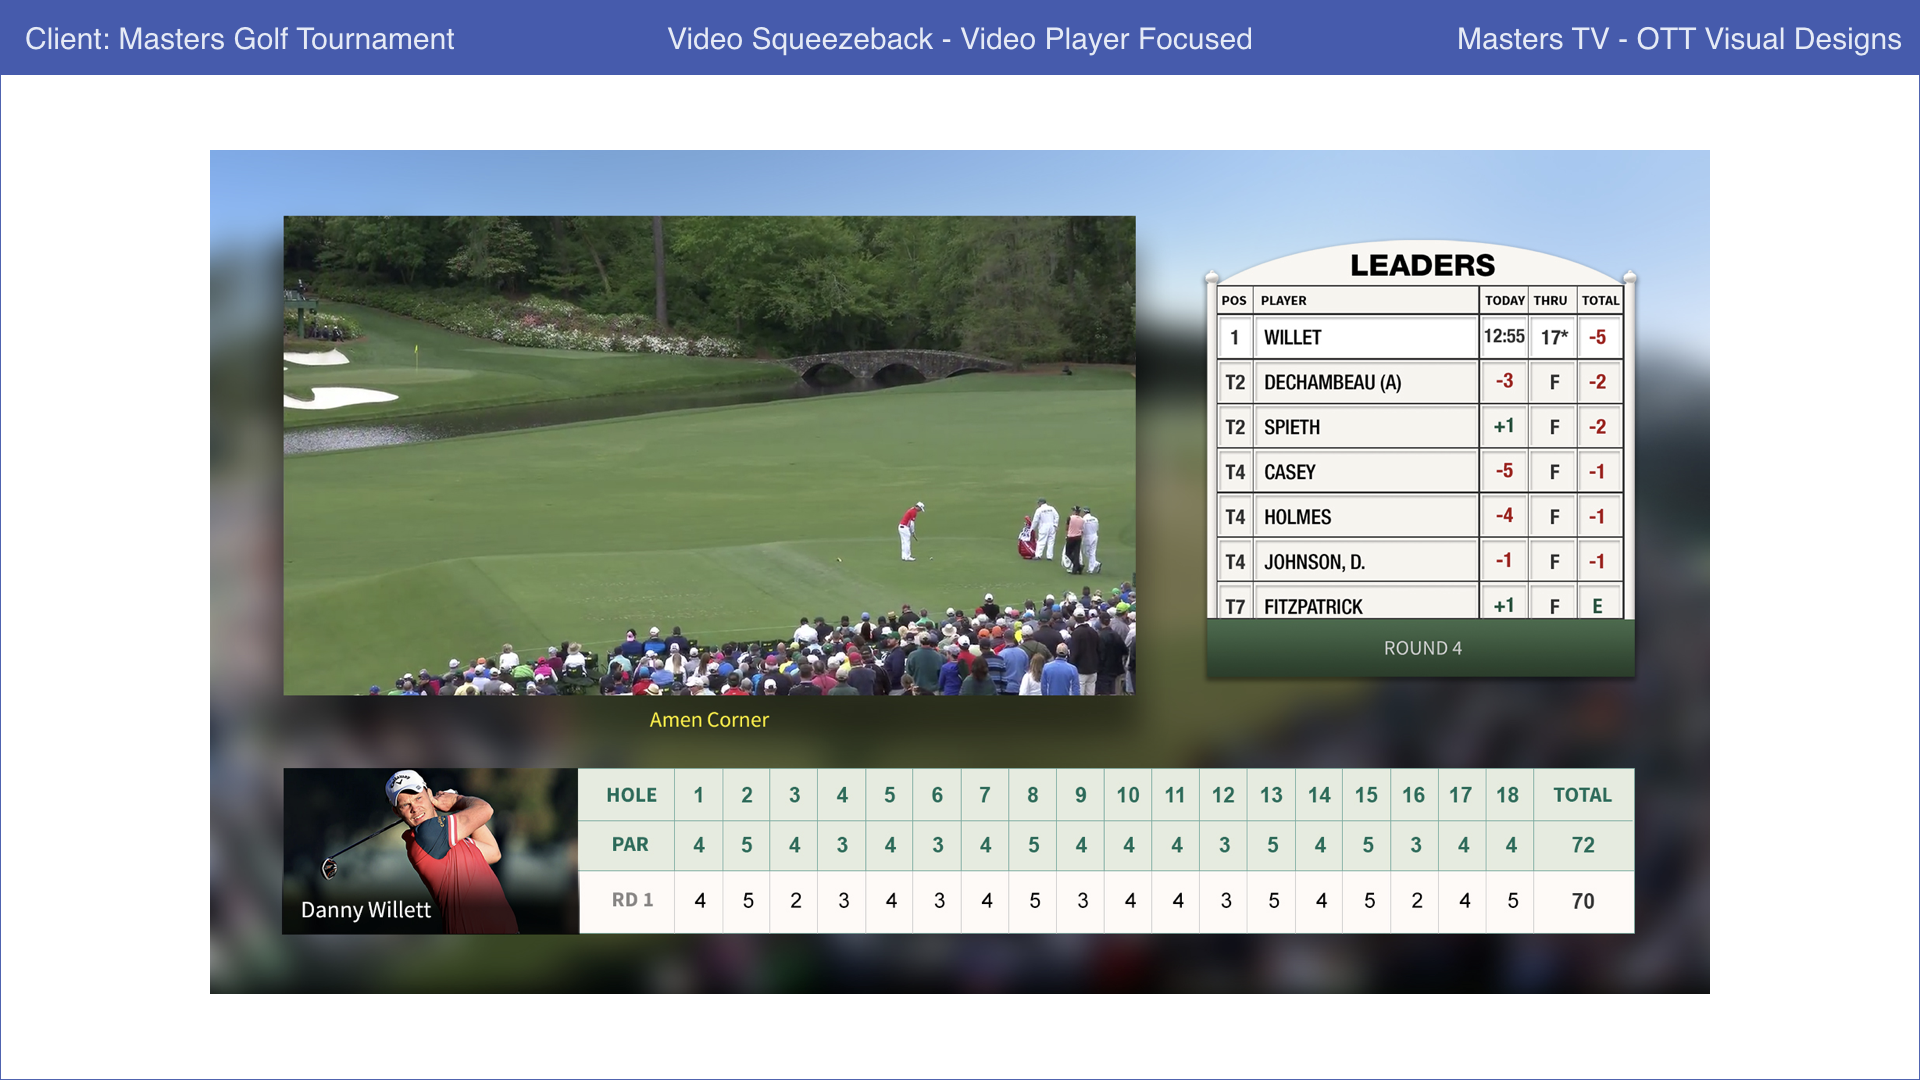 Client: Masters Golf Tournament
Video Squeezeback - Video Player Focused
Masters TV - OTT Visual Designs
LEADERS
POS PLAYER TODAY THRU TOTAL
1 WILLET 12:55 17* -5
T2 DECHAMBEAU (A) -3 F -2
T2 SPIETH +1 F -2
T4 CASEY -5 F -1
T4 HOLMES -4 F -1
T4 JOHNSON, D. -1 F -1
T7 FITZPATRICK +1 F E
ROUND 4
Amen Corner
Danny Willett
HOLE 1 2 3 4 5 6 7 8 9 10 11 12 13 14 15 16 17 18 TOTAL
PAR 4 5 4 3 4 3 4 5 4 4 4 3 5 4 5 3 4 4 72
RD 1 4 5 2 3 4 3 4 5 3 4 4 3 5 4 5 2 4 5 70